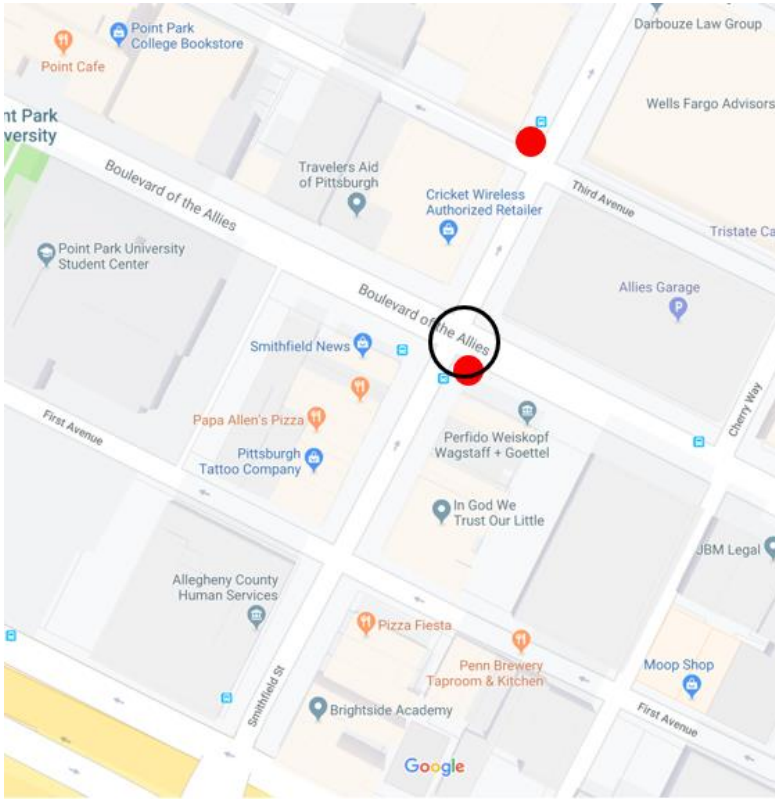 Point Park
College Bookstore
Darbouze Law Group
Point Cafe
Wells Fargo Advisors
nt Park
versity
Travelers Aid
of Pittsburgh
Boulevard of the Allies
Cricket Wireless
Authorized Retailer
Third Avenue
Tristate Ca
Point Park University
Student Center
Allies Garage
P
Boulevard of the Allies
Smithfield News
Papa Allen's Pizza
First Avenue
Pittsburgh
Tattoo Company
Perfido Weiskopf
Wagstaff + Goettel
Cherry Way
In God We
Trust Our Little
JBM Legal
Allegheny County
Human Services
Pizza Fiesta
Penn Brewery
Taproom & Kitchen
Moop Shop
Smithfield St
Brightside Academy
First Avenue
Google